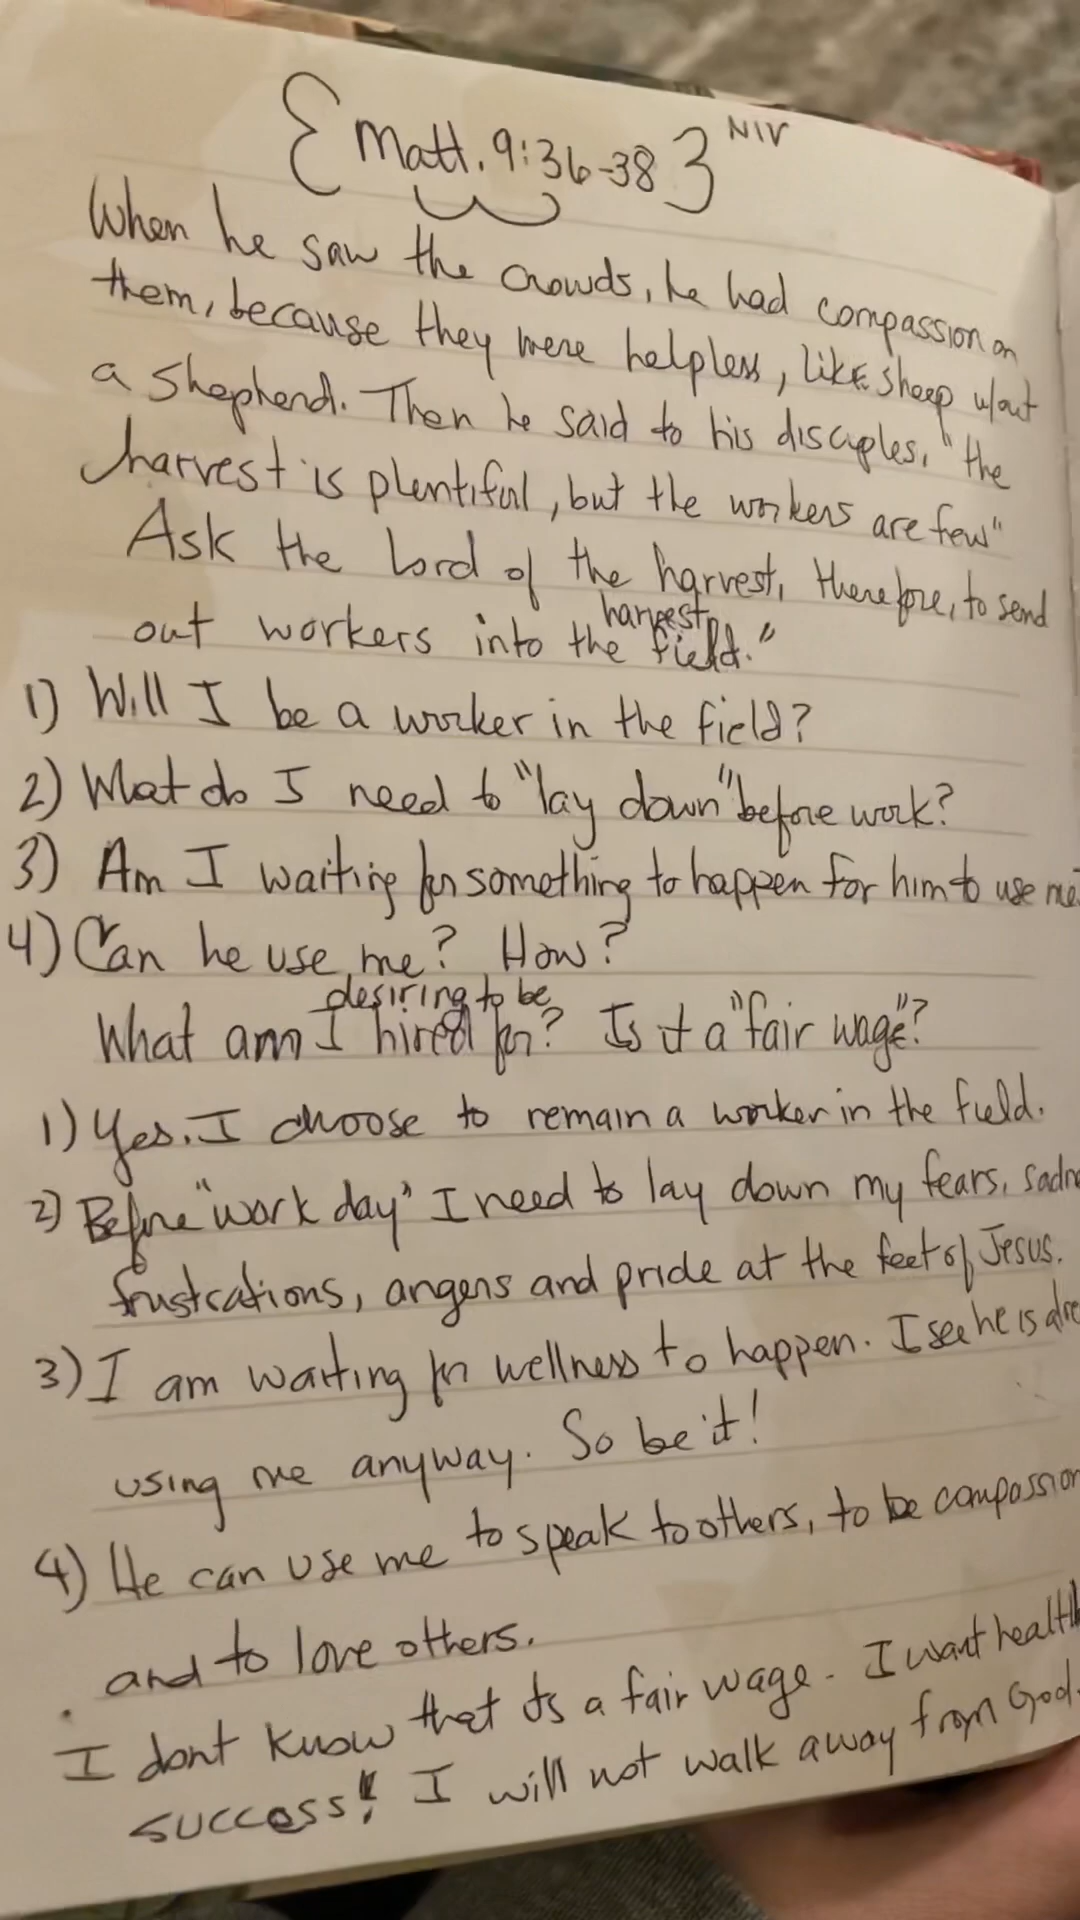 { Matt. 9:36-38 } NIV
When he saw the crowds, he had compassion on
them, because they were helpless, like sheep w/out
a shepherd. Then he said to his disciples, "the
harvest is plentiful, but the workers are few"
Ask the Lord of the harvest, therefore, to send
harvest
out workers into the field."
1) Will I be a worker in the field?
2) What do I need to "lay down" before work?
3) Am I waiting for something to happen for him to use me?
4) Can he use me? How?
desiring to be
What am I hired for? Is it a "fair wage"?
1) Yes. I choose to remain a worker in the field.
2) Before "work day" I need to lay down my fears, sadn
frustrations, angers and pride at the feet of Jesus.
3) I am waiting for wellness to happen. I see he is alre
using me anyway. So be it!
4) He can use me to speak to others, to be compassion
and to love others.
I dont know that its a fair wage - I want health
success! I will not walk away from God.